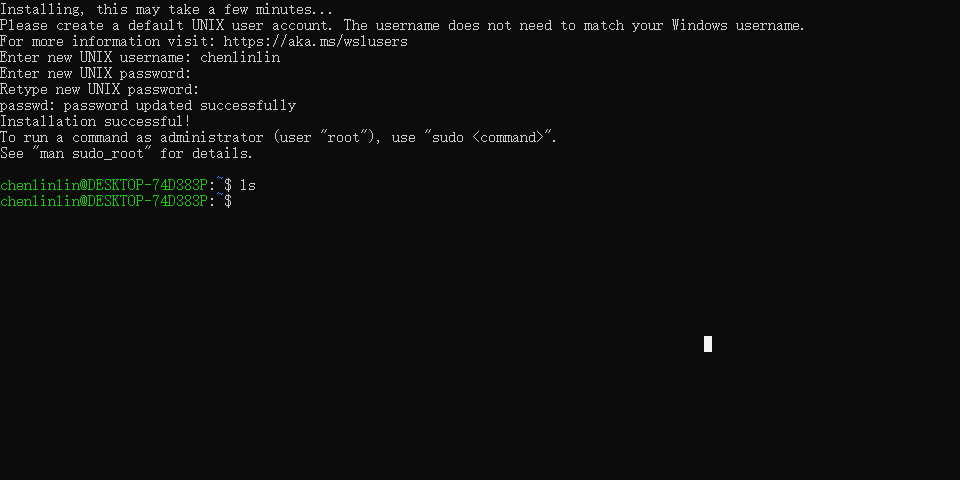 Installing, this may take a few minutes...
Please create a default UNIX user account. The username does not need to match your Windows username.
For more information visit: https://aka.ms/wslusers
Enter new UNIX username: chenlinlin
Enter new UNIX password:
Retype new UNIX password:
passwd: password updated successfully
Installation successful!
To run a command as administrator (user "root"), use "sudo <command>".
See "man sudo_root" for details.
chenlinlin@DESKTOP-74D383P:~$ ls
chenlinlin@DESKTOP-74D383P:~$